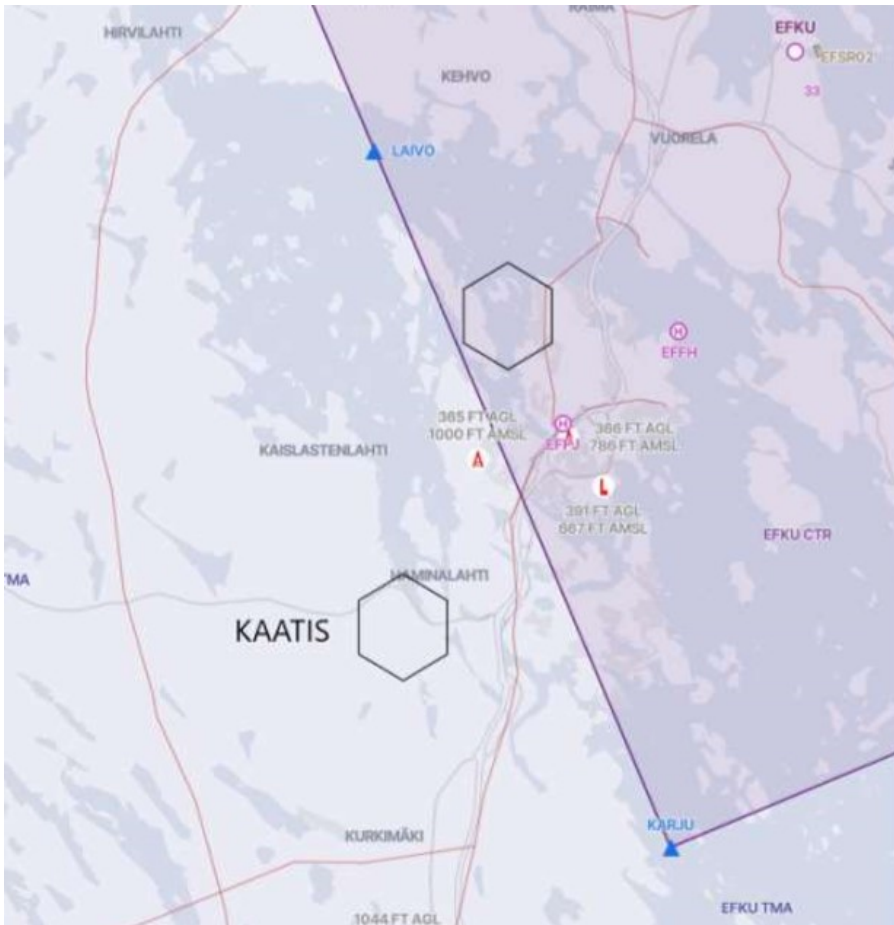 HIRVILAHTI
EFKU
EFSR02
KEHVO
33
VUORELA
LAIVO
EFFH
365 FT AGL
1000 FT AMSL
366 FT AGL
786 FT AMSL
KAISLASTENLAHTI
391 FT AGL
667 FT AMSL
EFKU CTR
TMA
HAMINALAHTI
KAATIS
KARJU
KURKIMÄKI
EFKU TMA
1044 FT AGL